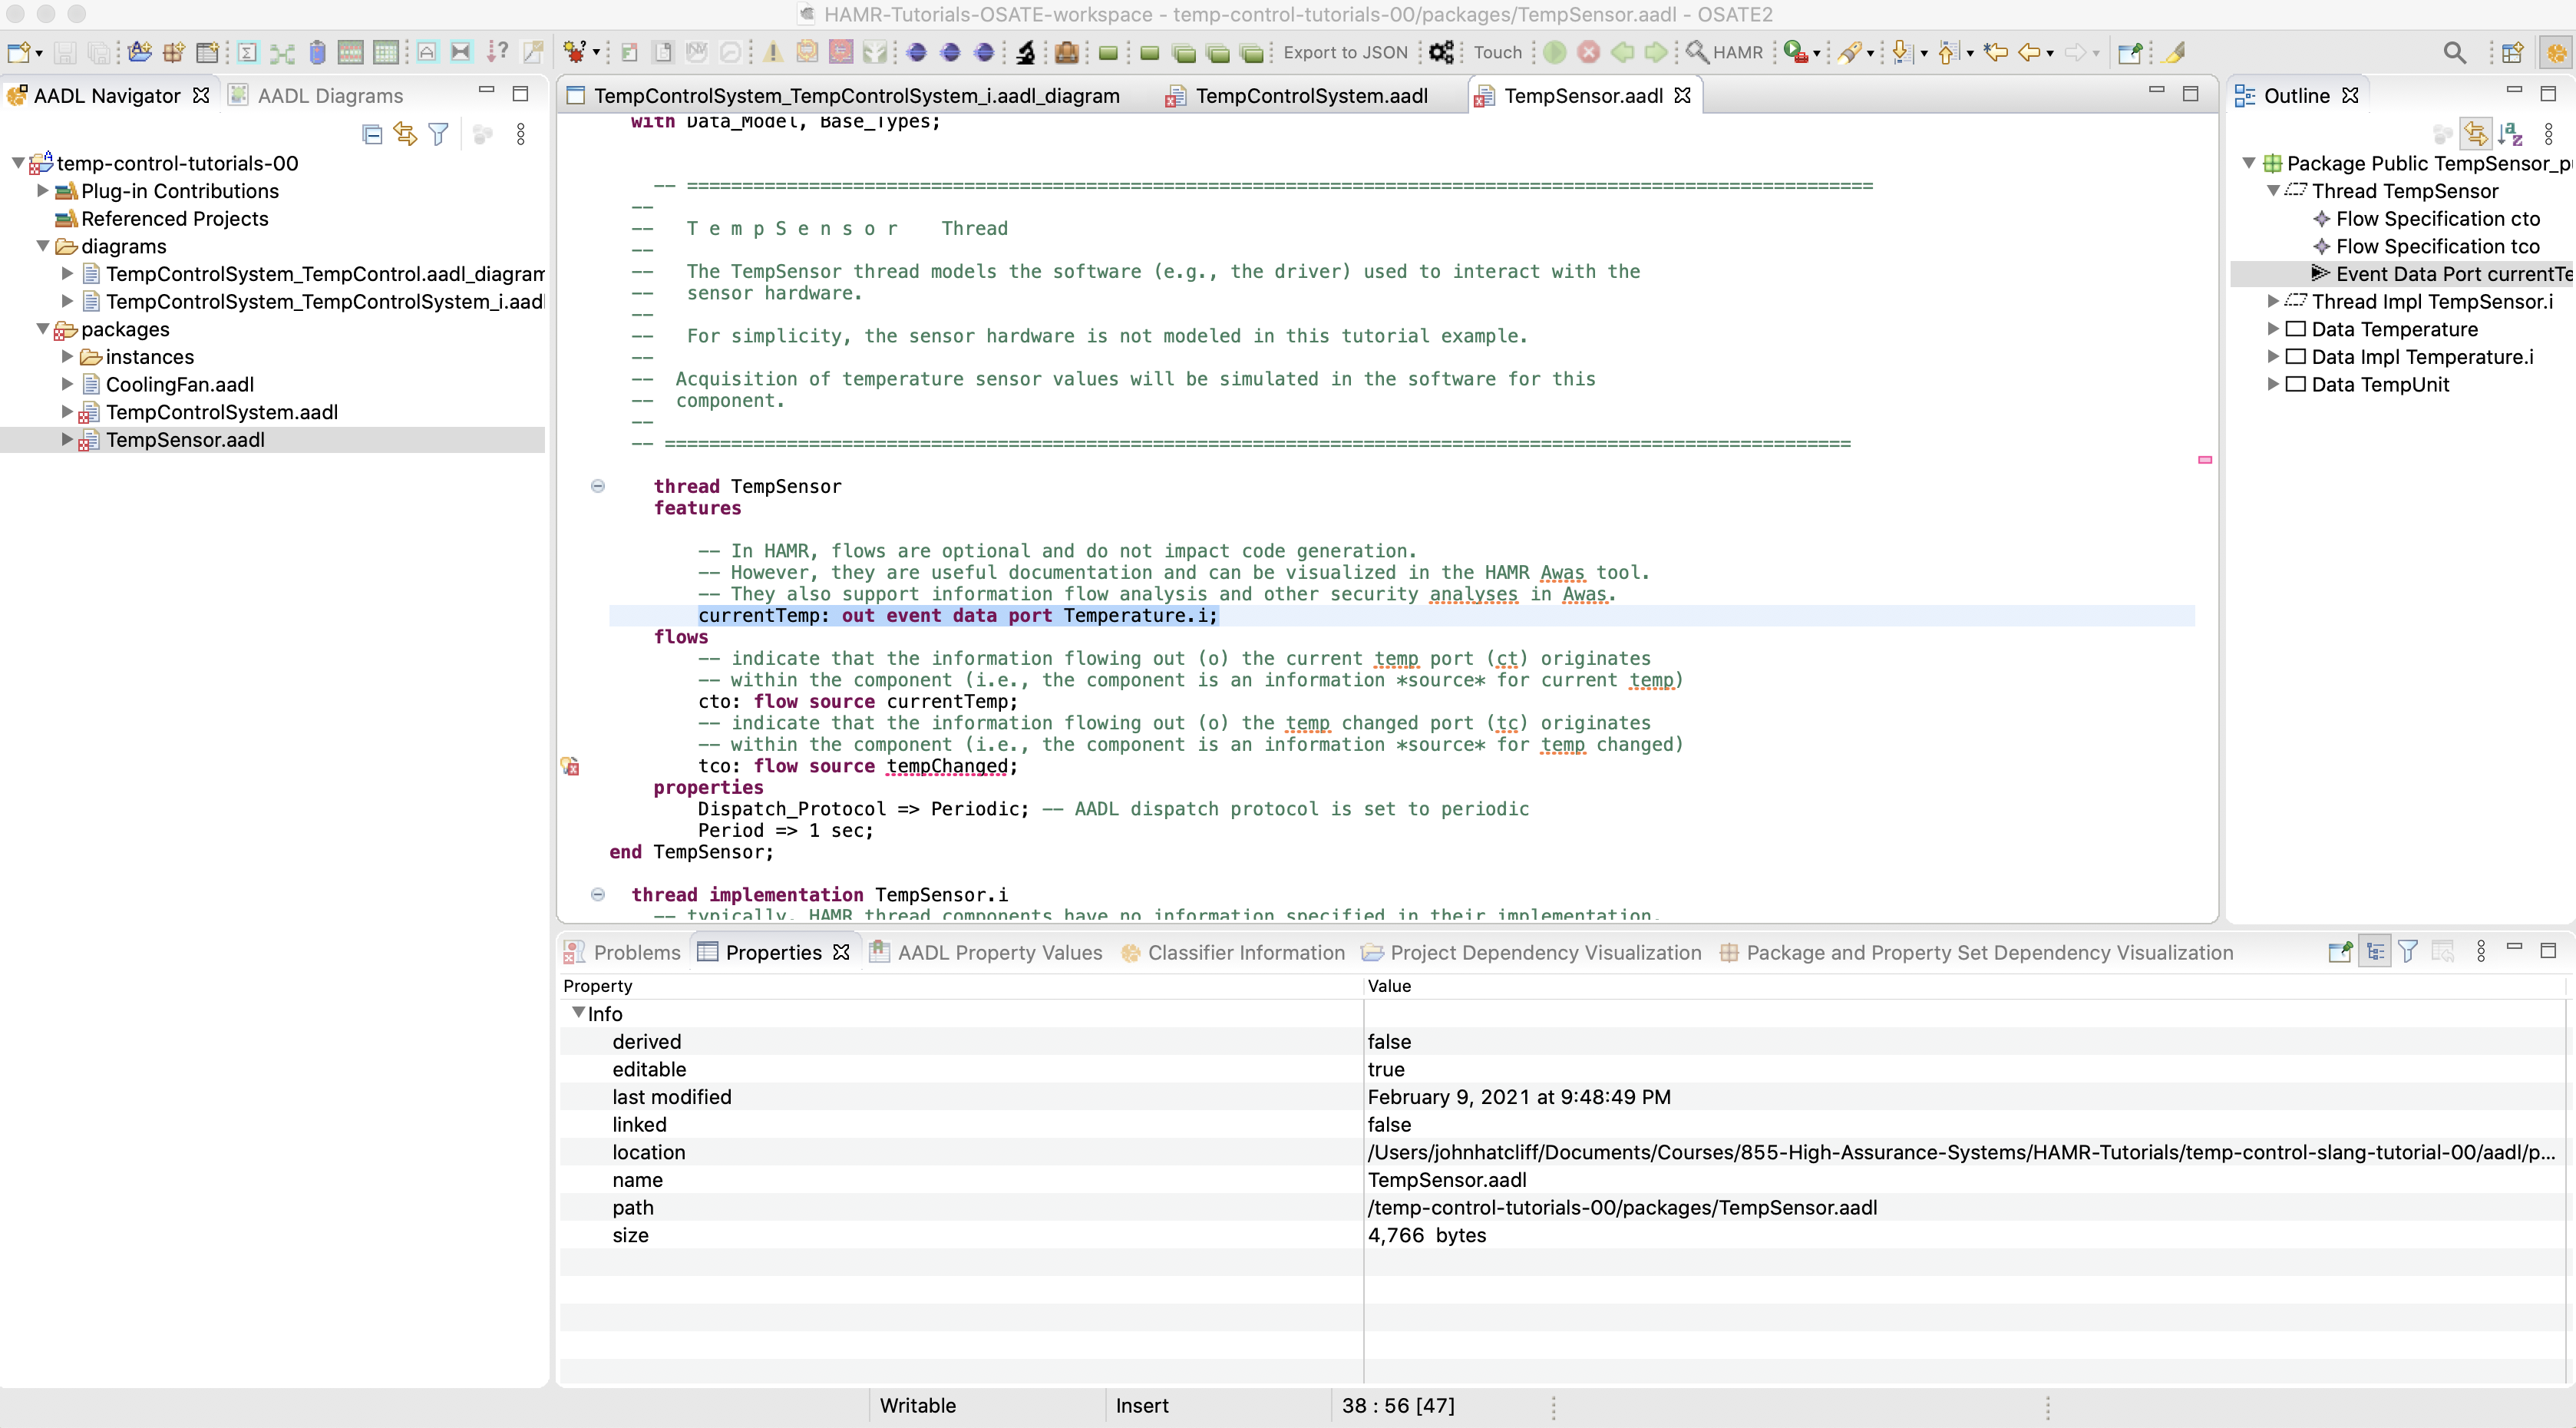 HAMR-Tutorials-OSATE-workspace - temp-control-tutorials-00/packages/TempSensor.aadl - OSATE2
Export to JSON Touch HAMR
AADL Navigator AADL Diagrams
temp-control-tutorials-00
Plug-in Contributions
Referenced Projects
diagrams
TempControlSystem_TempControl.aadl_diagram
TempControlSystem_TempControlSystem_i.aadl
packages
instances
CoolingFan.aadl
TempControlSystem.aadl
TempSensor.aadl
TempControlSystem_TempControlSystem_i.aadl_diagram TempControlSystem.aadl TempSensor.aadl
with Data_Model, Base_Types;
-- ===========================================================================================================
--
-- T e m p S e n s o r Thread
--
-- The TempSensor thread models the software (e.g., the driver) used to interact with the
-- sensor hardware.
--
-- For simplicity, the sensor hardware is not modeled in this tutorial example.
--
-- Acquisition of temperature sensor values will be simulated in the software for this
-- component.
--
-- ===========================================================================================================
thread TempSensor
features
-- In HAMR, flows are optional and do not impact code generation.
-- However, they are useful documentation and can be visualized in the HAMR Awas tool.
-- They also support information flow analysis and other security analyses in Awas.
currentTemp: out event data port Temperature.i;
flows
-- indicate that the information flowing out (o) the current temp port (ct) originates
-- within the component (i.e., the component is an information *source* for current temp)
cto: flow source currentTemp;
-- indicate that the information flowing out (o) the temp changed port (tc) originates
-- within the component (i.e., the component is an information *source* for temp changed)
tco: flow source tempChanged;
properties
Dispatch_Protocol => Periodic; -- AADL dispatch protocol is set to periodic
Period => 1 sec;
end TempSensor;
thread implementation TempSensor.i
-- typically, HAMR thread components have no information specified in their implementation.
Outline
Package Public TempSensor_p
Thread TempSensor
Flow Specification cto
Flow Specification tco
Event Data Port currentTe
Thread Impl TempSensor.i
Data Temperature
Data Impl Temperature.i
Data TempUnit
Problems Properties AADL Property Values Classifier Information Project Dependency Visualization Package and Property Set Dependency Visualization
Property Value
Info
derived false
editable true
last modified February 9, 2021 at 9:48:49 PM
linked false
location /Users/johnhatcliff/Documents/Courses/855-High-Assurance-Systems/HAMR-Tutorials/temp-control-slang-tutorial-00/aadl/p...
name TempSensor.aadl
path /temp-control-tutorials-00/packages/TempSensor.aadl
size 4,766 bytes
Writable Insert 38 : 56 [47]